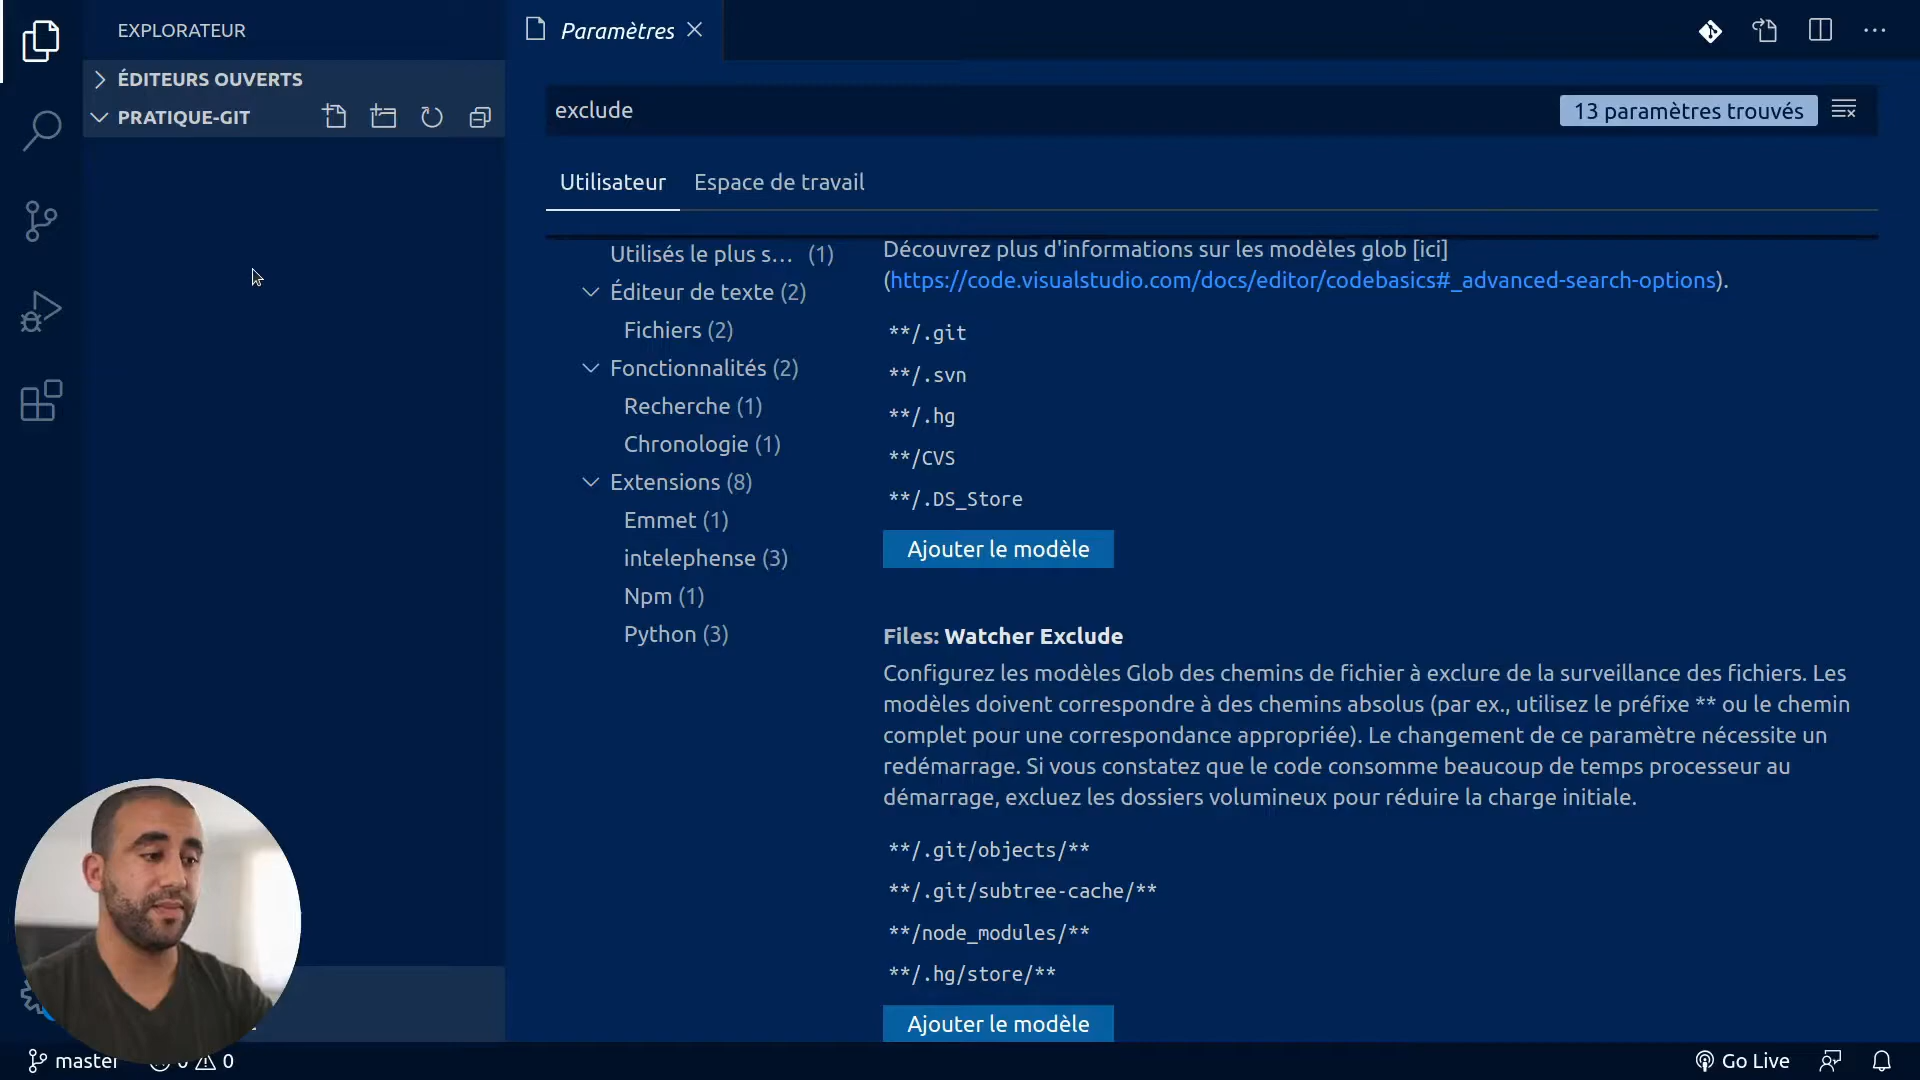 EXPLORATEUR
ÉDITEURS OUVERTS
PRATIQUE-GIT
Paramètres
exclude
13 paramètres trouvés
Utilisateur
Espace de travail
Utilisés le plus s... (1)
Éditeur de texte (2)
Fichiers (2)
Fonctionnalités (2)
Recherche (1)
Chronologie (1)
Extensions (8)
Emmet (1)
intelephense (3)
Npm (1)
Python (3)
Découvrez plus d'informations sur les modèles glob [ici]
(https://code.visualstudio.com/docs/editor/codebasics#_advanced-search-options).
**/.git
**/.svn
**/.hg
**/CVS
**/.DS_Store
Ajouter le modèle
Files: Watcher Exclude
Configurez les modèles Glob des chemins de fichier à exclure de la surveillance des fichiers. Les
modèles doivent correspondre à des chemins absolus (par ex., utilisez le préfixe ** ou le chemin
complet pour une correspondance appropriée). Le changement de ce paramètre nécessite un
redémarrage. Si vous constatez que le code consomme beaucoup de temps processeur au
démarrage, excluez les dossiers volumineux pour réduire la charge initiale.
**/.git/objects/**
**/.git/subtree-cache/**
**/node_modules/**
**/.hg/store/**
Ajouter le modèle
master 0 0
Go Live